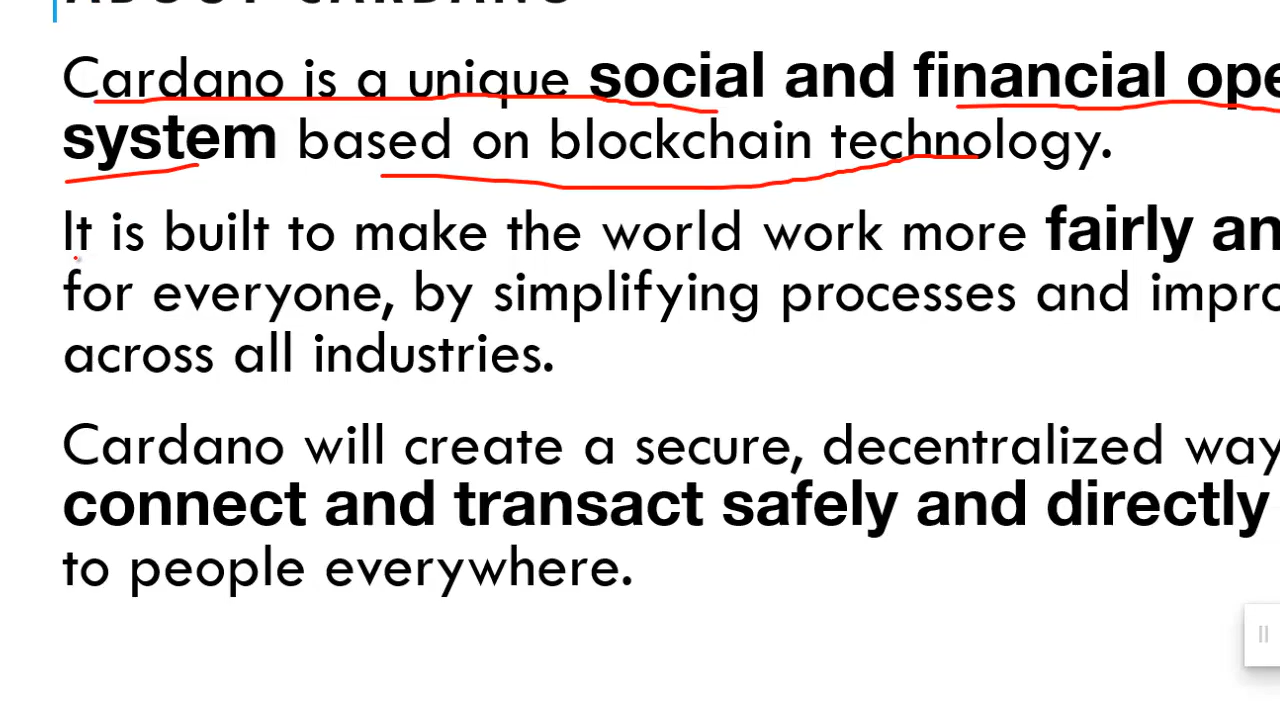 ABOUT CARDANO
Cardano is a unique social and financial ope
system based on blockchain technology.
It is built to make the world work more fairly an
for everyone, by simplifying processes and impro
across all industries.
Cardano will create a secure, decentralized way
connect and transact safely and directly
to people everywhere.